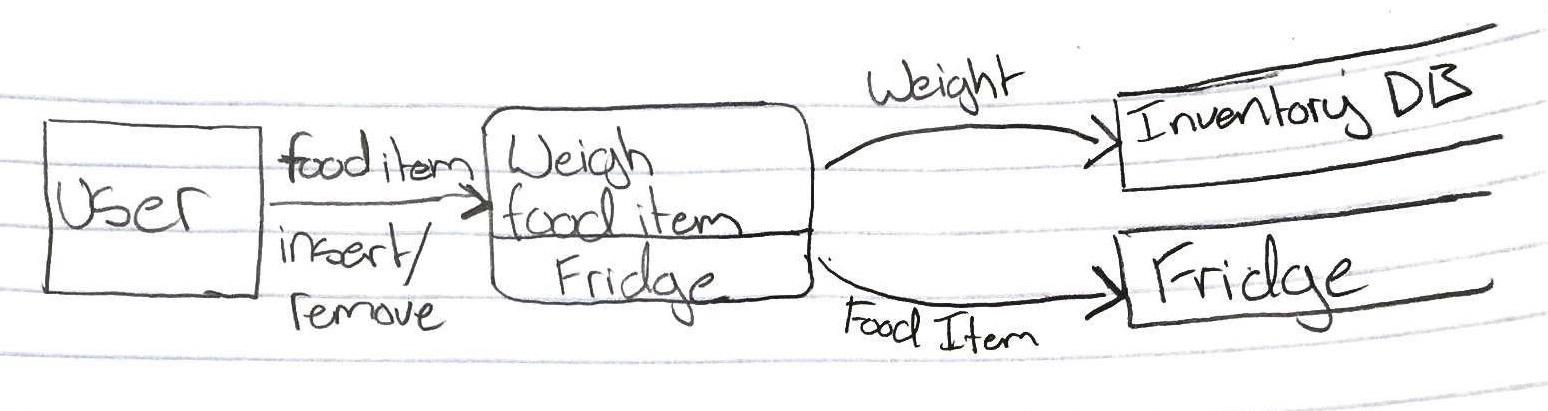 User
food item
insert/
remove
Weigh
food item
Fridge
Weight
Inventory DB
Food Item
Fridge